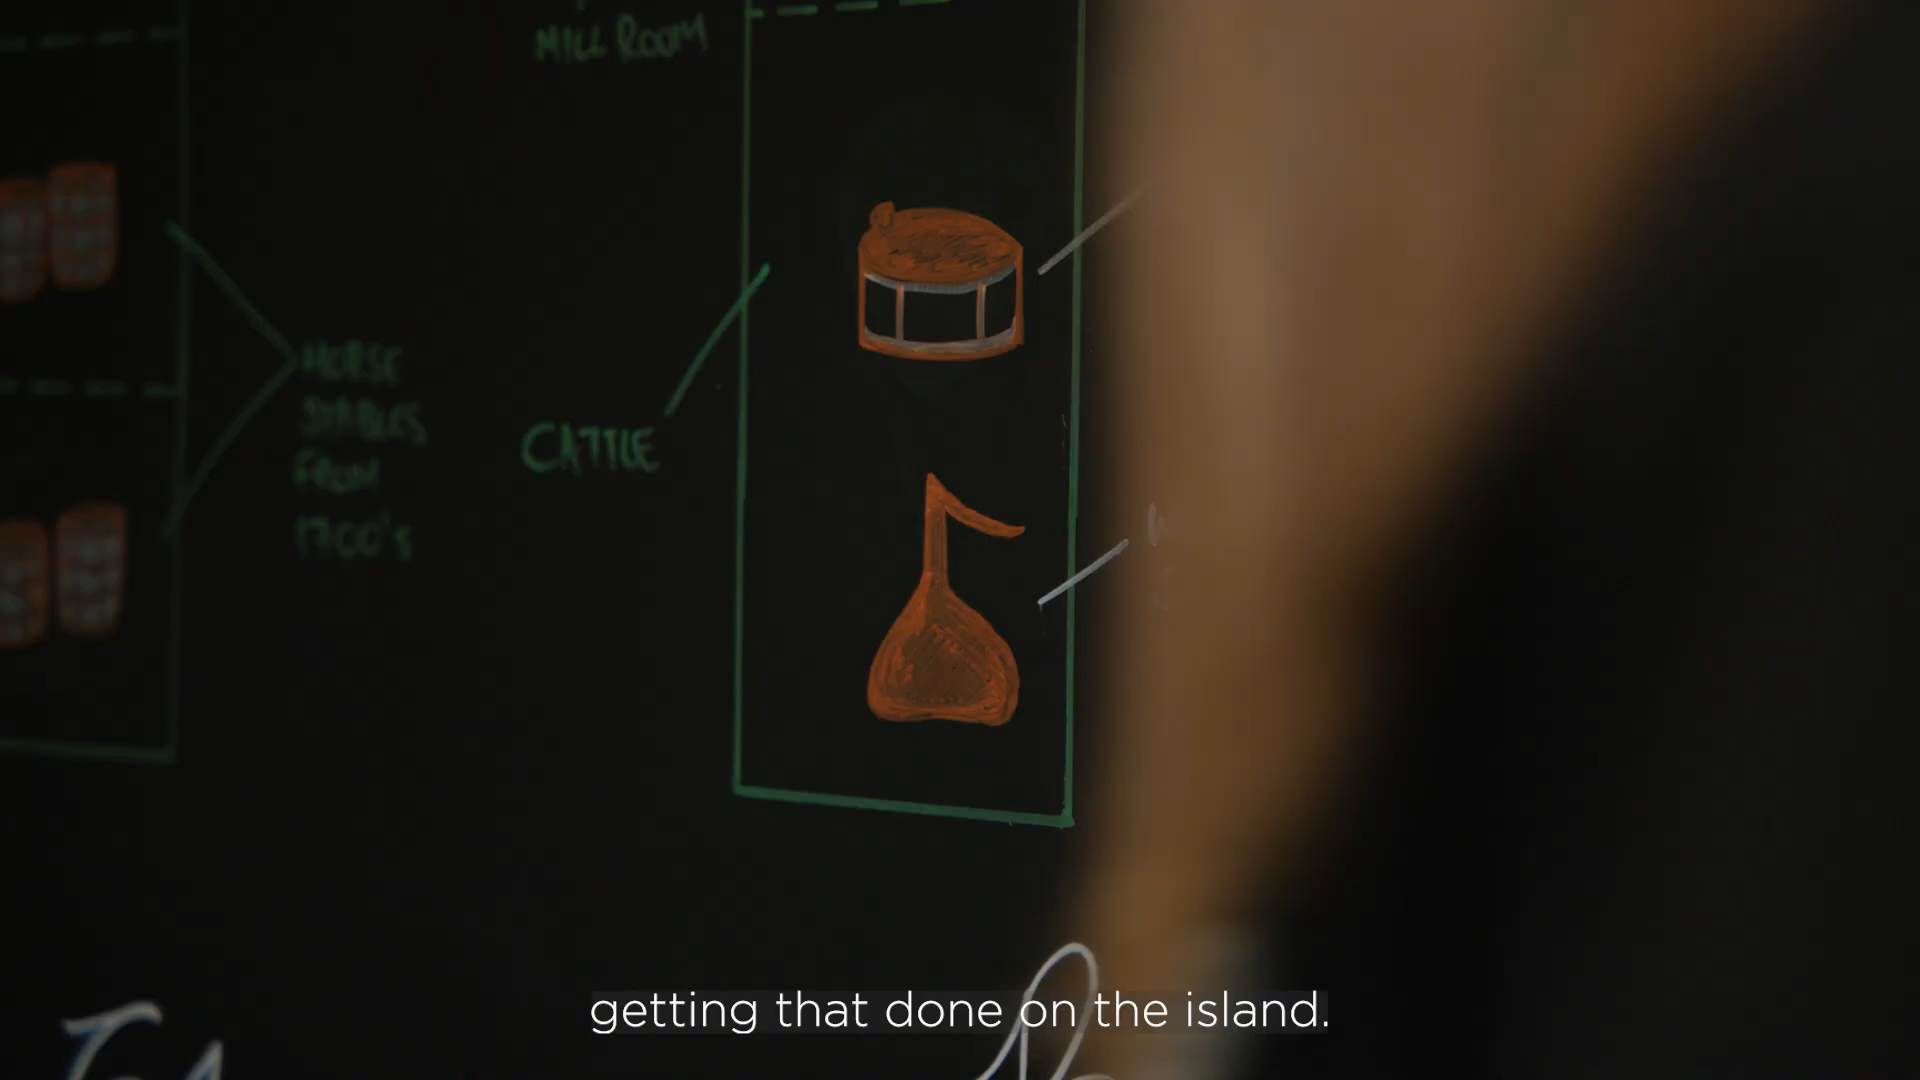 MILL ROOM
HORSE
STABLES
FROM
1700's
CATTLE
getting that done on the island.